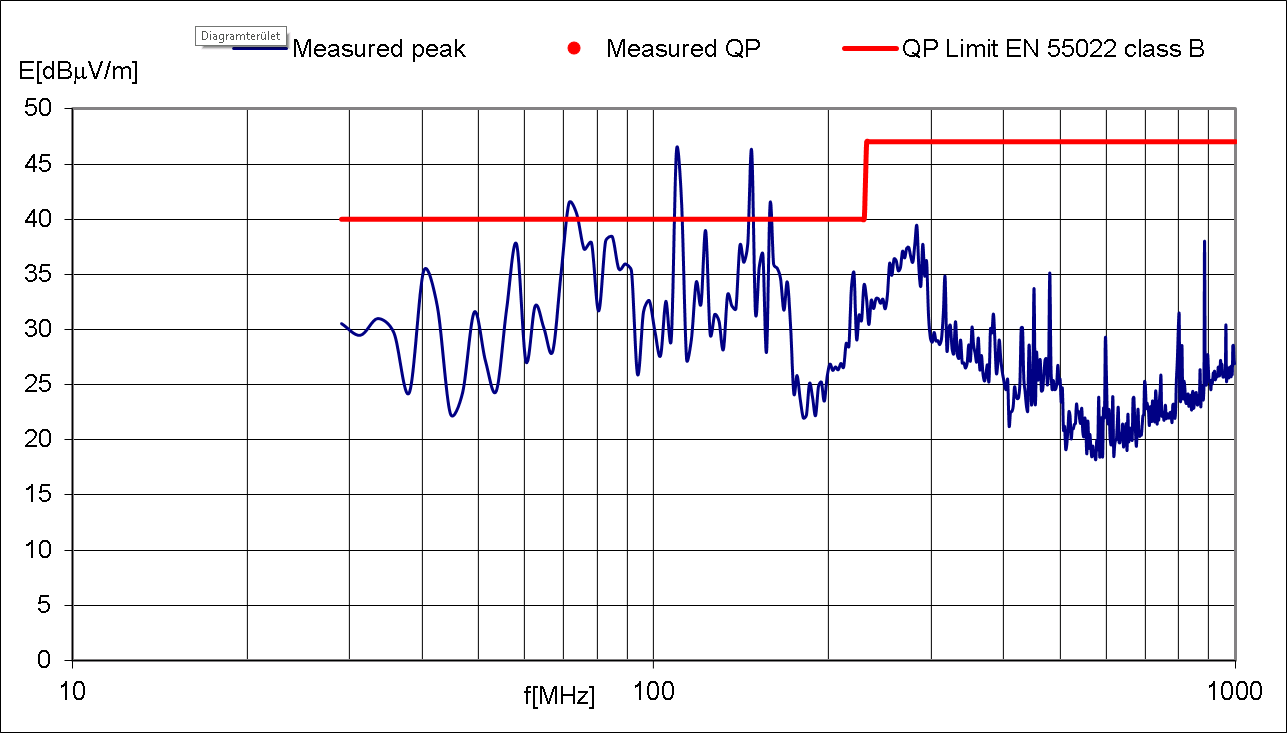 Diagramterület
Measured peak
Measured QP
QP Limit EN 55022 class B
E[dBµV/m]
50
45
40
35
30
25
20
15
10
5
0
10
f[MHz]
100
1000